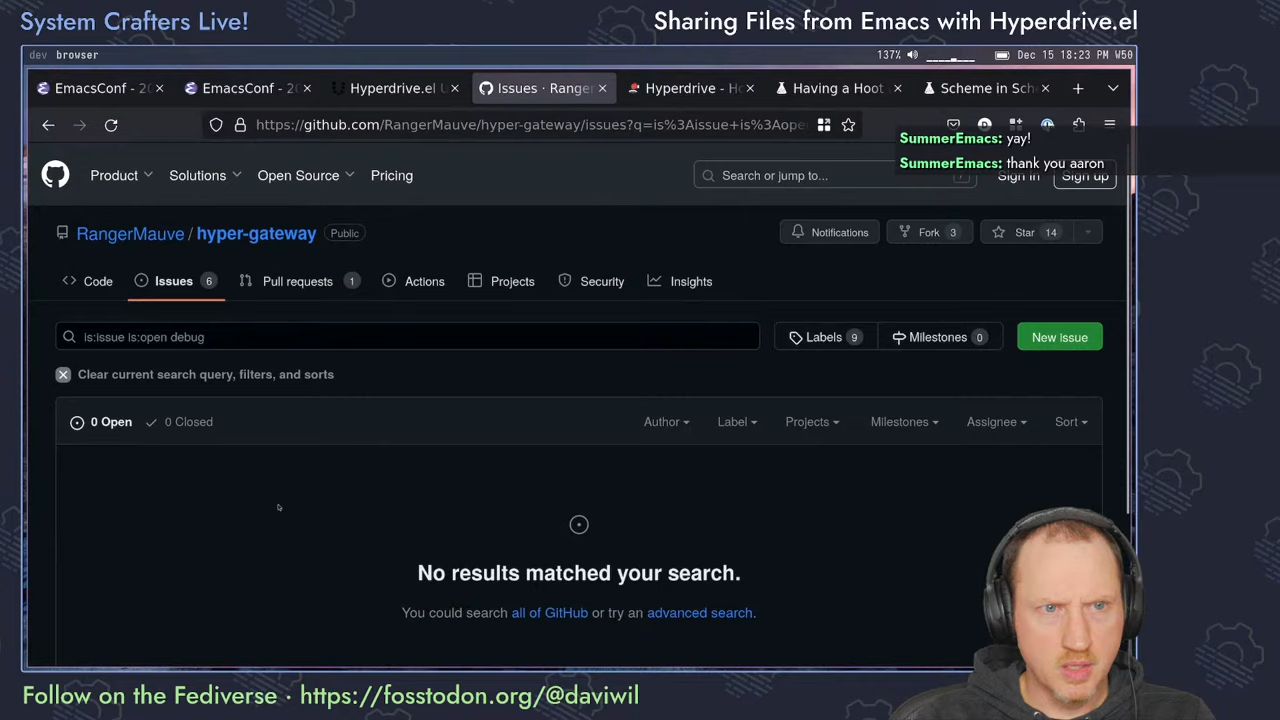 System Crafters Live!
Sharing Files from Emacs with Hyperdrive.el
dev browser
137% Dec 15 18:23 PM W50
EmacsConf - 20
EmacsConf - 20
Hyperdrive.el U
Issues · Ranger
Hyperdrive - Ho
Having a Hoot
Scheme in Sch
https://github.com/RangerMauve/hyper-gateway/issues?q=is%3Aissue+is%3Aope
SummerEmacs: yay!
SummerEmacs: thank you aaron
Product
Solutions
Open Source
Pricing
Search or jump to...
/
Sign in
Sign up
RangerMauve / hyper-gateway
Public
Notifications
Fork 3
Star 14
Code
Issues 6
Pull requests 1
Actions
Projects
Security
Insights
is:issue is:open debug
Labels 9
Milestones 0
New issue
Clear current search query, filters, and sorts
0 Open
0 Closed
Author
Label
Projects
Milestones
Assignee
Sort
No results matched your search.
You could search all of GitHub or try an advanced search.
Follow on the Fediverse · https://fosstodon.org/@daviwil